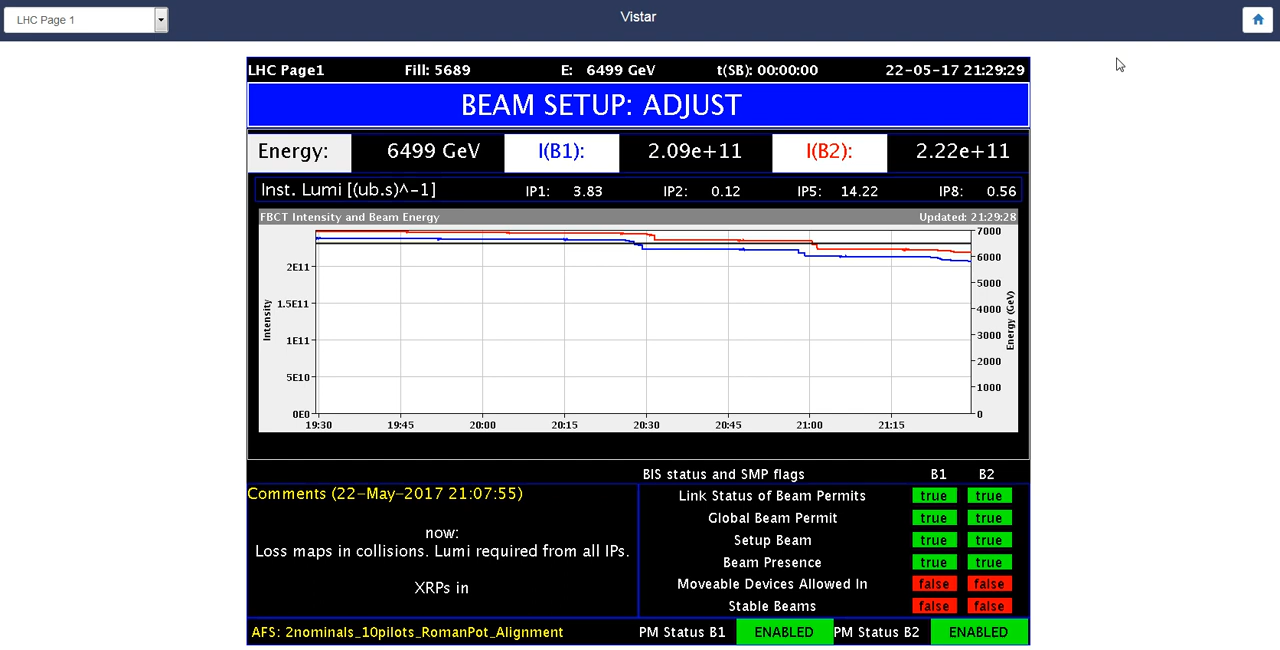 LHC Page 1
Vistar
LHC Page1 Fill: 5689 E: 6499 GeV t(SB): 00:00:00 22-05-17 21:29:29
BEAM SETUP: ADJUST
Energy: 6499 GeV I(B1): 2.09e+11 I(B2): 2.22e+11
Inst. Lumi [(ub.s)^-1] IP1: 3.83 IP2: 0.12 IP5: 14.22 IP8: 0.56
FBCT Intensity and Beam Energy Updated: 21:29:28
Intensity
2E11
1.5E11
1E11
5E10
0E0
7000
6000
5000
4000
3000
2000
1000
0
Energy (GeV)
19:30 19:45 20:00 20:15 20:30 20:45 21:00 21:15
BIS status and SMP flags B1 B2
Comments (22-May-2017 21:07:55)
now:
Loss maps in collisions. Lumi required from all IPs.
XRPs in
Link Status of Beam Permits true true
Global Beam Permit true true
Setup Beam true true
Beam Presence true true
Moveable Devices Allowed In false false
Stable Beams false false
AFS: 2nominals_10pilots_RomanPot_Alignment PM Status B1 ENABLED PM Status B2 ENABLED